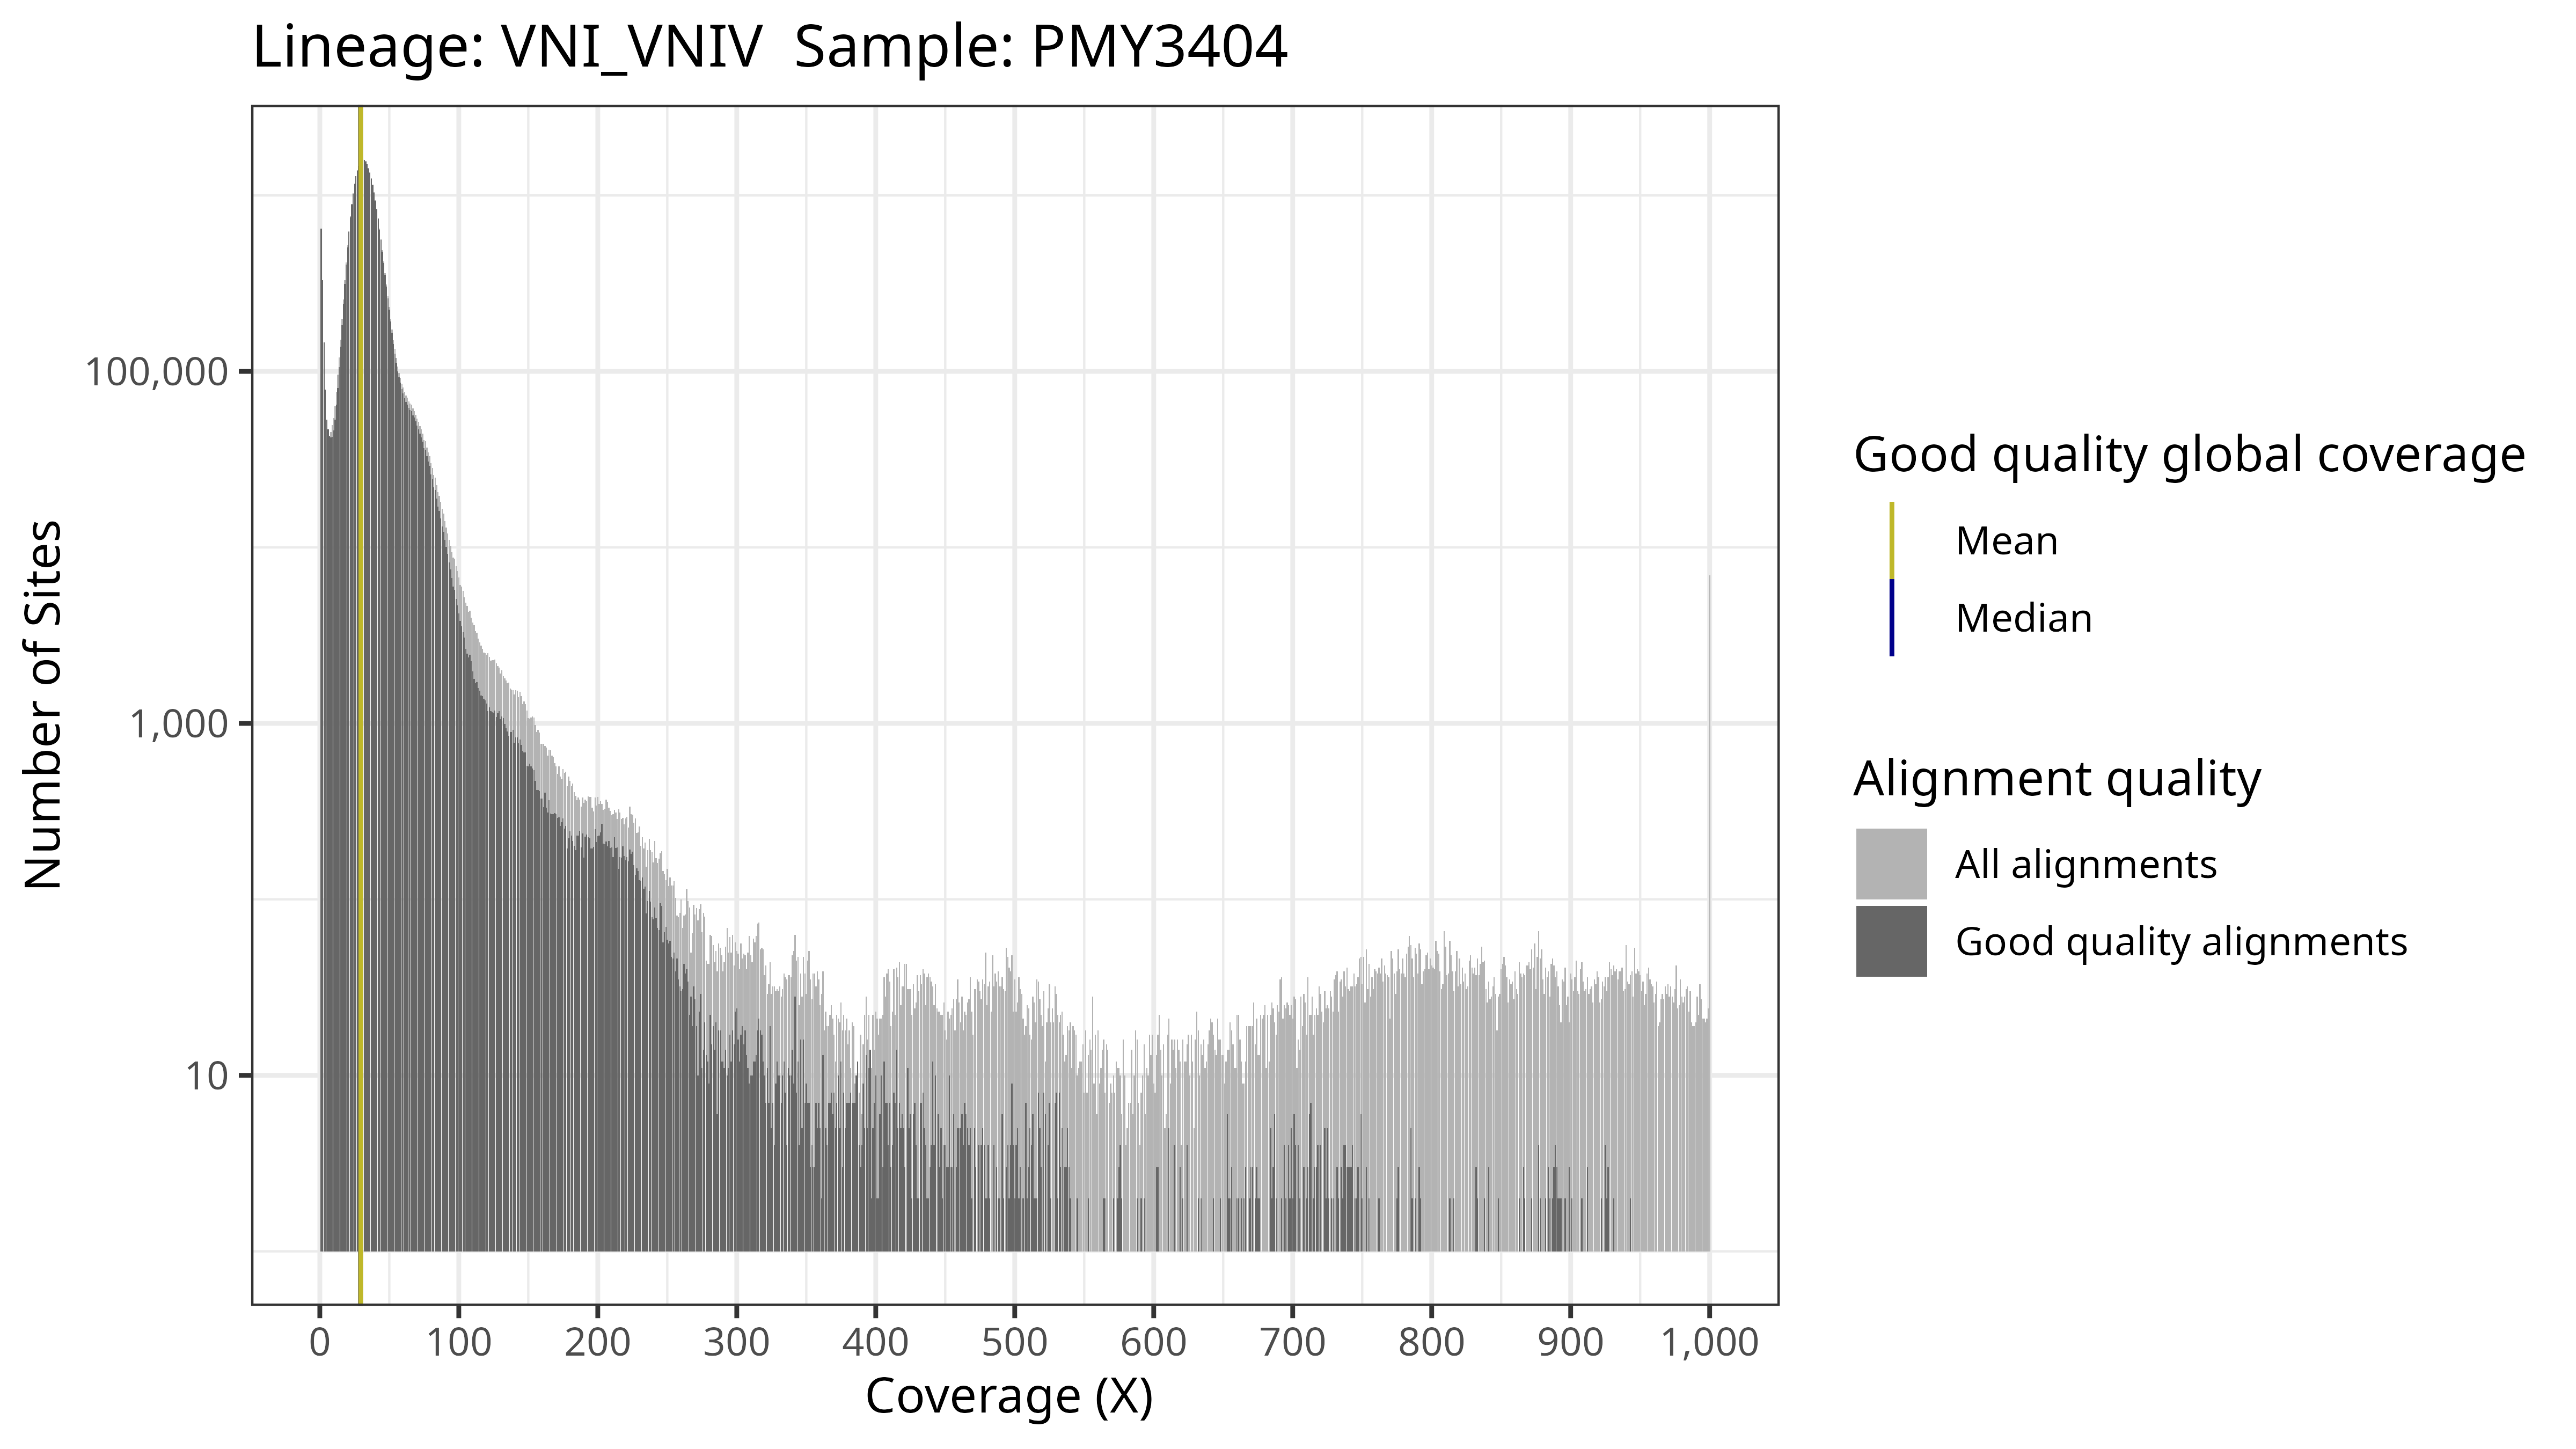 Lineage: VNI_VNIV  Sample: PMY3404
Number of Sites
100,000
1,000
10
0 100 200 300 400 500 600 700 800 900 1,000
Coverage (X)
Good quality global coverage
Mean
Median
Alignment quality
All alignments
Good quality alignments